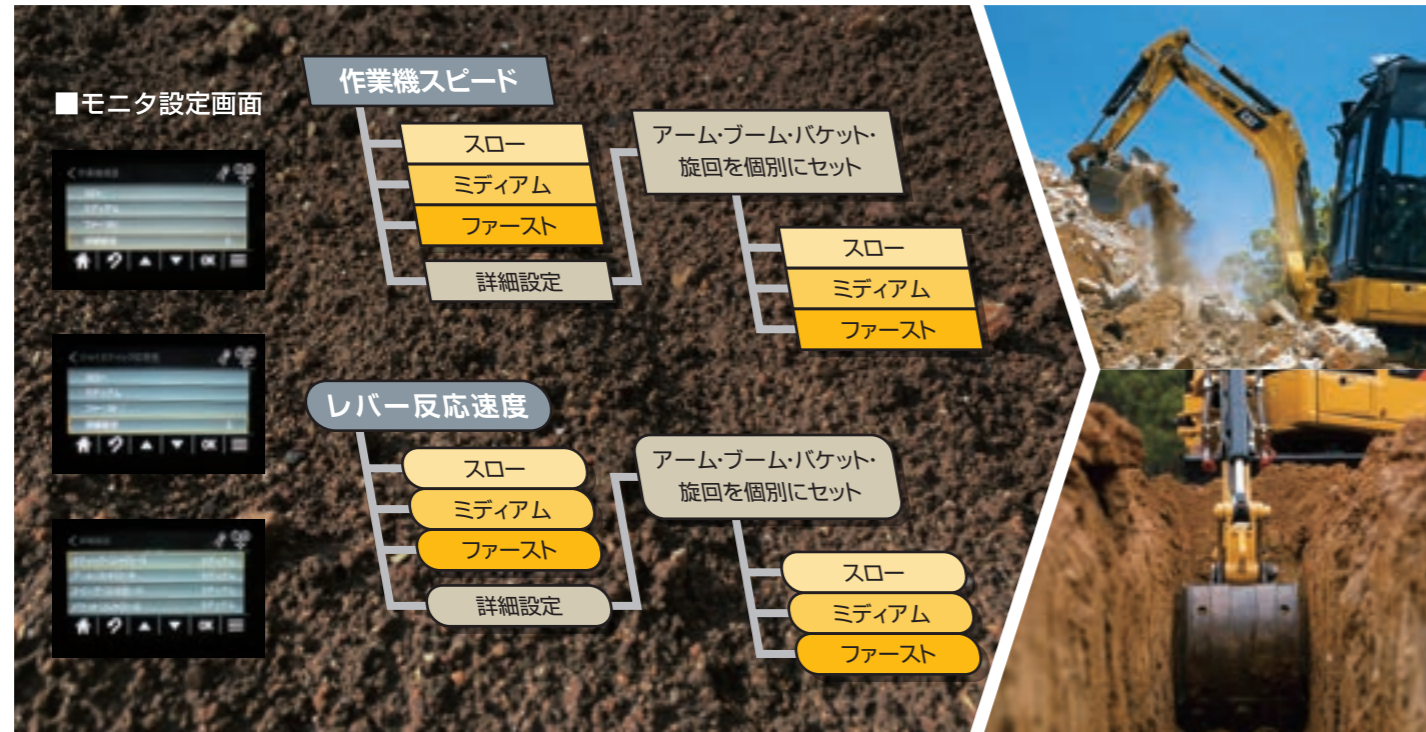 ■モニタ設定画面
作業機スピード
スロー
ミディアム
ファースト
詳細設定
アーム・ブーム・バケット・
旋回を個別にセット
スロー
ミディアム
ファースト
レバー反応速度
スロー
ミディアム
ファースト
詳細設定
アーム・ブーム・バケット・
旋回を個別にセット
スロー
ミディアム
ファースト
OK
OK
OK
CAT